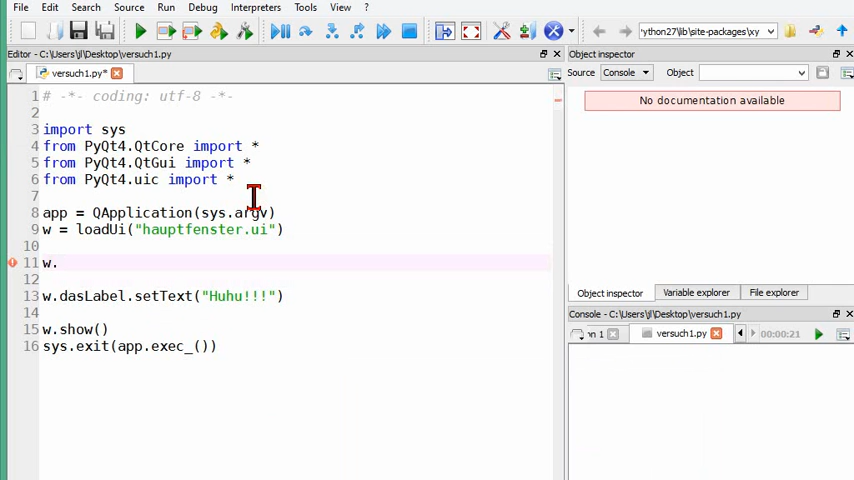 File Edit Search Source Run Debug Interpreters Tools View ?
ython27\lib\site-packages\xy
Editor - C:\Users\jl\Desktop\versuch1.py
versuch1.py*
1 # -*- coding: utf-8 -*-
2
3 import sys
4 from PyQt4.QtCore import *
5 from PyQt4.QtGui import *
6 from PyQt4.uic import *
7
8 app = QApplication(sys.argv)
9 w = loadUi("hauptfenster.ui")
10
11 w.
12
13 w.dasLabel.setText("Huhu!!!")
14
15 w.show()
16 sys.exit(app.exec_())
Object inspector
Source Console Object
No documentation available
Object inspector Variable explorer File explorer
Console - C:\Users\jl\Desktop\versuch1.py
n 1 versuch1.py 00:00:21